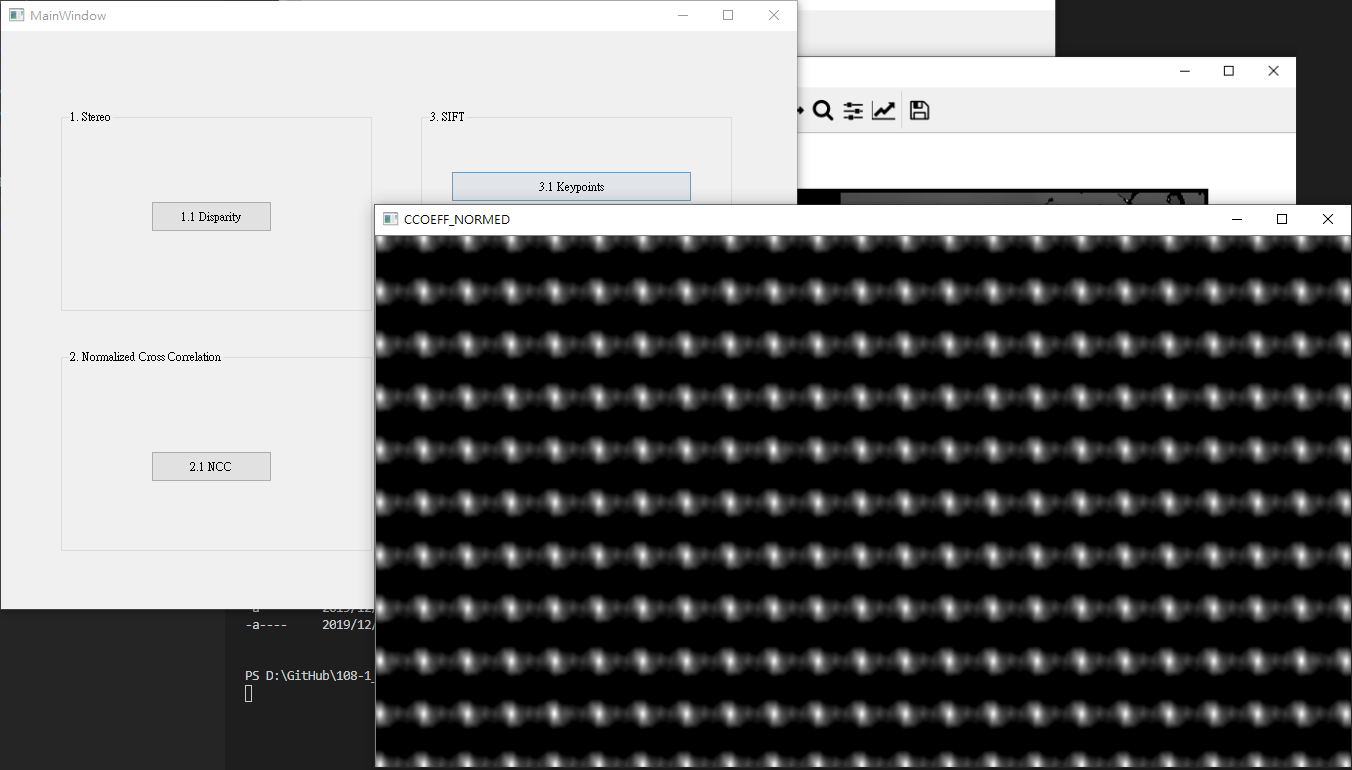 MainWindow
1. Stereo
3. SIFT
3.1 Keypoints
1.1 Disparity
CCOEFF_NORMED
2. Normalized Cross Correlation
2.1 NCC
-a---- 2019/12/
PS D:\GitHub\108-1_